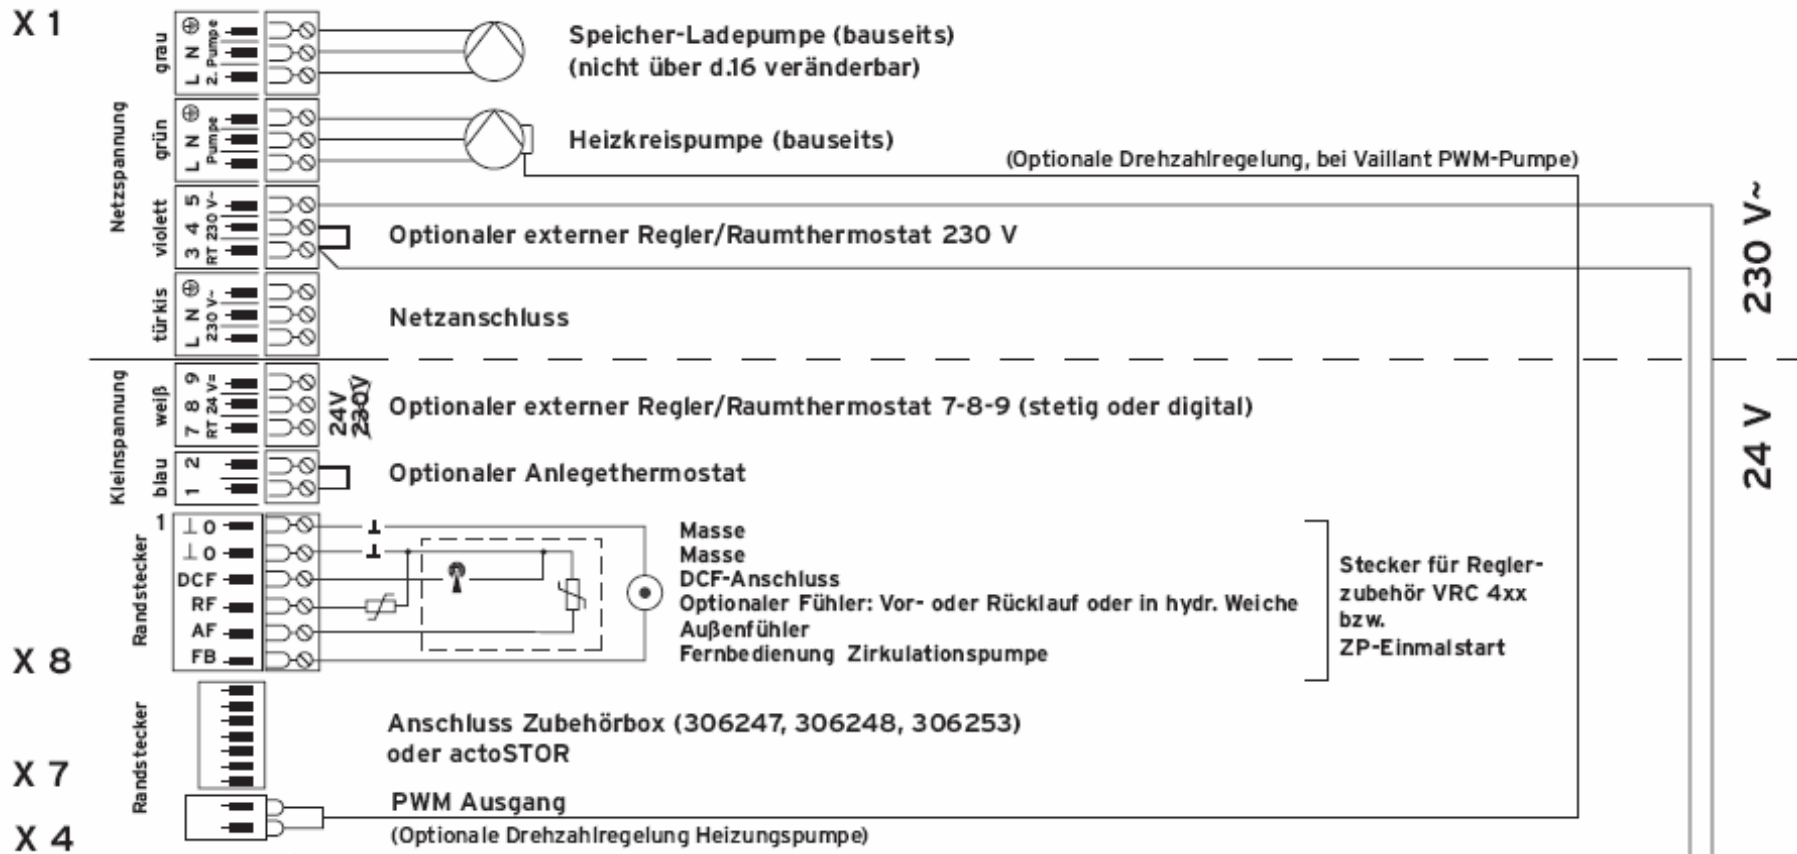 X 1
Netzspannung
grau
L N ⏚
2. Pumpe
Speicher-Ladepumpe (bauseits)
(nicht über d.16 veränderbar)
grün
L N ⏚
Pumpe
Heizkreispumpe (bauseits)
(Optionale Drehzahlregelung, bei Vaillant PWM-Pumpe)
violett
3 4 5
RT 230 V~
Optionaler externer Regler/Raumthermostat 230 V
türkis
L N ⏚
230 V~
Netzanschluss
230 V~
Kleinspannung
weiß
7 8 9
RT 24 V=
24V
230V
Optionaler externer Regler/Raumthermostat 7-8-9 (stetig oder digital)
24 V
blau
1 2
Optionaler Anlegethermostat
X 8
Randstecker
1
⊥ O
⊥ O
DCF
RF
AF
FB
Masse
Masse
DCF-Anschluss
Optionaler Fühler: Vor- oder Rücklauf oder in hydr. Weiche
Außenfühler
Fernbedienung Zirkulationspumpe
Stecker für Regler-
zubehör VRC 4xx
bzw.
ZP-Einmalstart
X 7
Randstecker
Anschluss Zubehörbox (306247, 306248, 306253)
oder actoSTOR
X 4
PWM Ausgang
(Optionale Drehzahlregelung Heizungspumpe)